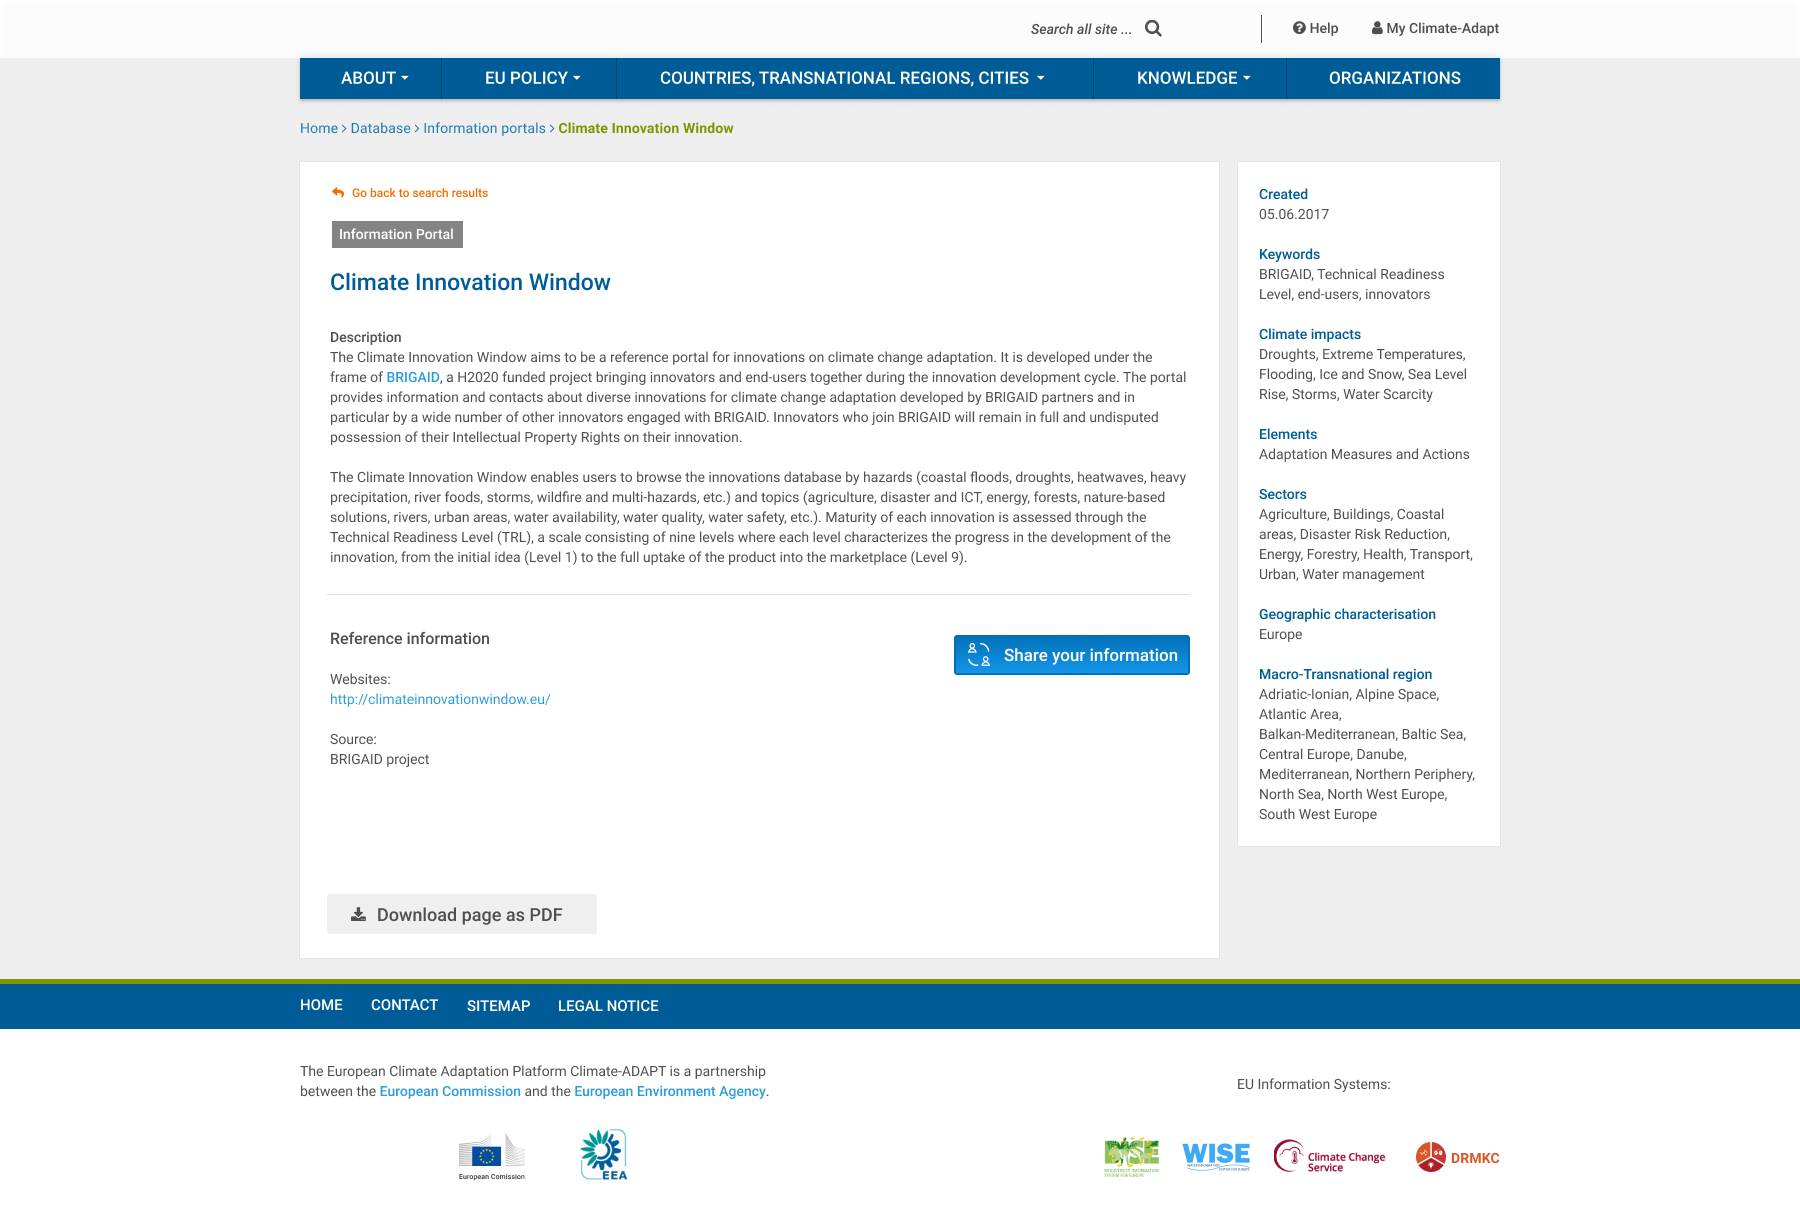 Search all site ...
Help
My Climate-Adapt
ABOUT
EU POLICY
COUNTRIES, TRANSNATIONAL REGIONS, CITIES
KNOWLEDGE
ORGANIZATIONS
Home > Database > Information portals > Climate Innovation Window
Go back to search results
Information Portal
Climate Innovation Window
Description
The Climate Innovation Window aims to be a reference portal for innovations on climate change adaptation. It is developed under the
frame of BRIGAID, a H2020 funded project bringing innovators and end-users together during the innovation development cycle. The portal
provides information and contacts about diverse innovations for climate change adaptation developed by BRIGAID partners and in
particular by a wide number of other innovators engaged with BRIGAID. Innovators who join BRIGAID will remain in full and undisputed
possession of their Intellectual Property Rights on their innovation.
The Climate Innovation Window enables users to browse the innovations database by hazards (coastal floods, droughts, heatwaves, heavy
precipitation, river foods, storms, wildfire and multi-hazards, etc.) and topics (agriculture, disaster and ICT, energy, forests, nature-based
solutions, rivers, urban areas, water availability, water quality, water safety, etc.). Maturity of each innovation is assessed through the
Technical Readiness Level (TRL), a scale consisting of nine levels where each level characterizes the progress in the development of the
innovation, from the initial idea (Level 1) to the full uptake of the product into the marketplace (Level 9).
Reference information
Share your information
Websites:
http://climateinnovationwindow.eu/
Source:
BRIGAID project
Download page as PDF
Created
05.06.2017
Keywords
BRIGAID, Technical Readiness
Level, end-users, innovators
Climate impacts
Droughts, Extreme Temperatures,
Flooding, Ice and Snow, Sea Level
Rise, Storms, Water Scarcity
Elements
Adaptation Measures and Actions
Sectors
Agriculture, Buildings, Coastal
areas, Disaster Risk Reduction,
Energy, Forestry, Health, Transport,
Urban, Water management
Geographic characterisation
Europe
Macro-Transnational region
Adriatic-Ionian, Alpine Space,
Atlantic Area,
Balkan-Mediterranean, Baltic Sea,
Central Europe, Danube,
Mediterranean, Northern Periphery,
North Sea, North West Europe,
South West Europe
HOME
CONTACT
SITEMAP
LEGAL NOTICE
The European Climate Adaptation Platform Climate-ADAPT is a partnership
between the European Commission and the European Environment Agency.
EU Information Systems:
European Comission
EEA
BISE
BIODIVERSITY INFORMATION
SYSTEM FOR EUROPE
WISE
Climate Change
Service
DRMKC